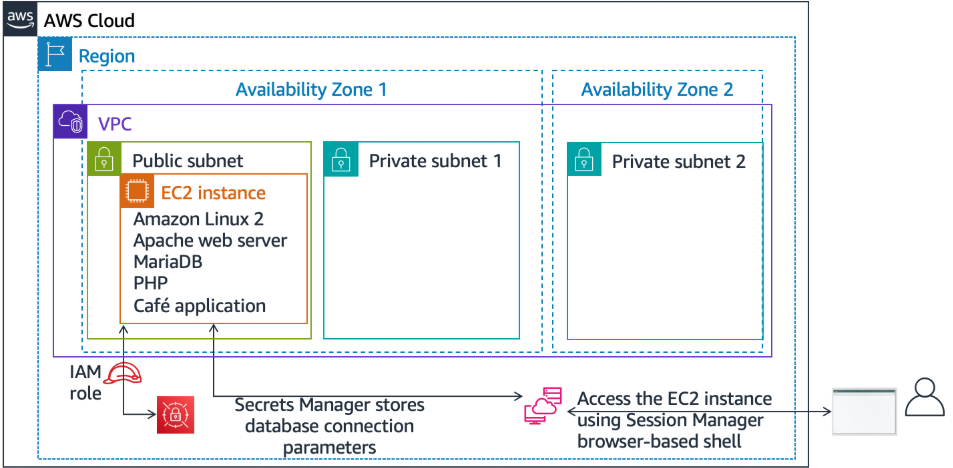 aws
AWS Cloud
Region
Availability Zone 1
Availability Zone 2
VPC
Public subnet
Private subnet 1
Private subnet 2
EC2 instance
Amazon Linux 2
Apache web server
MariaDB
PHP
Café application
IAM
role
Secrets Manager stores
database connection
parameters
Access the EC2 instance
using Session Manager
browser-based shell